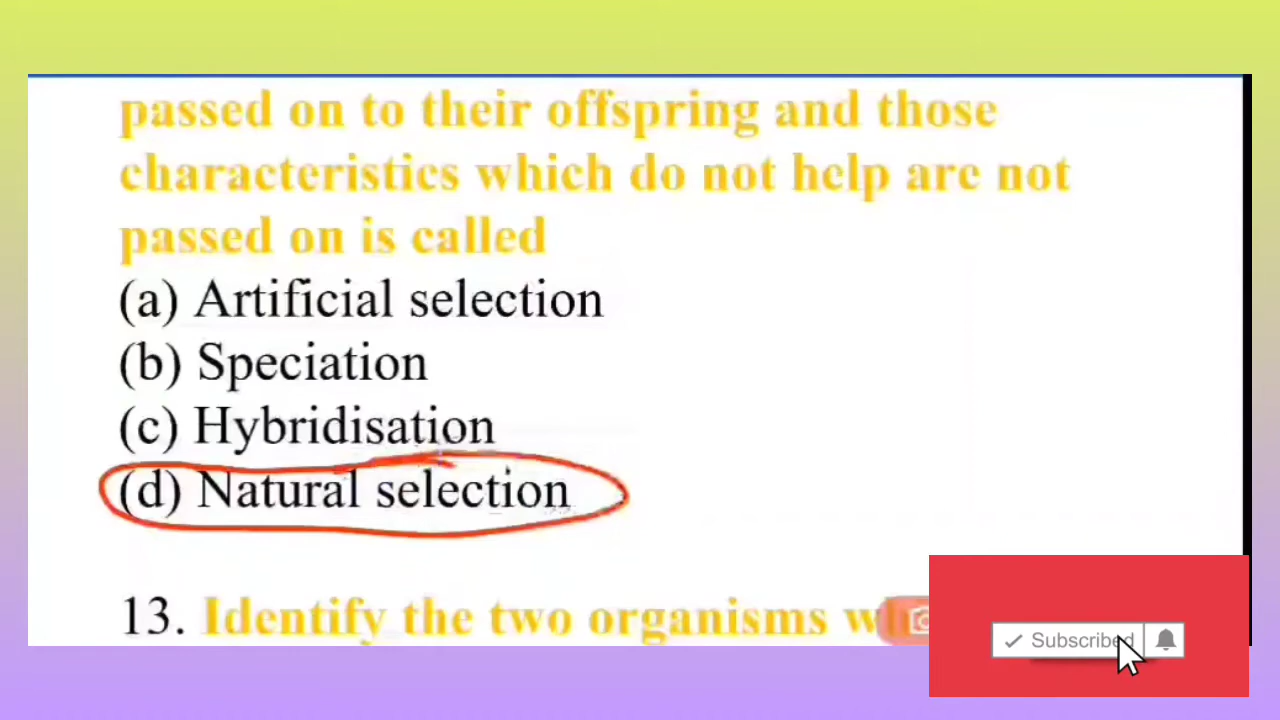 passed on to their offspring and those
characteristics which do not help are not
passed on is called
(a) Artificial selection
(b) Speciation
(c) Hybridisation
(d) Natural selection
13. Identify the two organisms
Subscribed